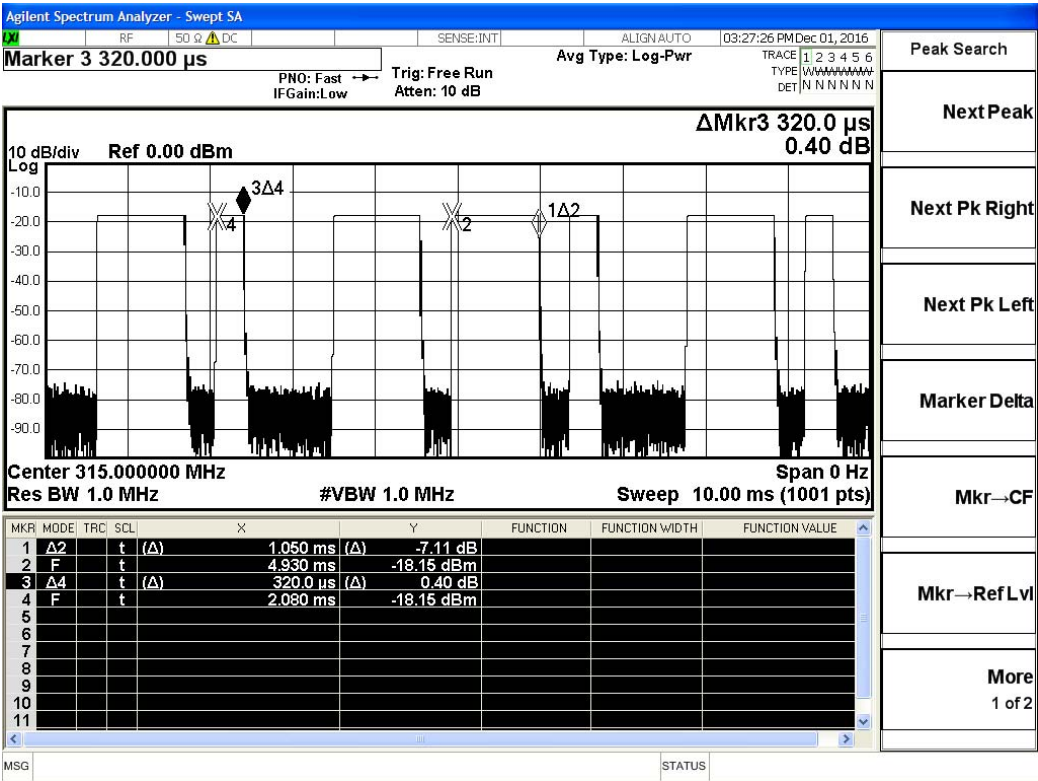 Agilent Spectrum Analyzer - Swept SA
LXI RF 50 Ω DC SENSE:INT ALIGN AUTO 03:27:26 PM Dec 01, 2016
Marker 3 320.000 µs
PNO: Fast
IFGain:Low
Trig: Free Run
Atten: 10 dB
Avg Type: Log-Pwr
TRACE 1 2 3 4 5 6
TYPE WWWWWW
DET N N N N N N
ΔMkr3 320.0 µs
0.40 dB
10 dB/div Ref 0.00 dBm
Log
-10.0
-20.0
-30.0
-40.0
-50.0
-60.0
-70.0
-80.0
-90.0
3Δ4
4
2
1Δ2
Center 315.000000 MHz Span 0 Hz
Res BW 1.0 MHz #VBW 1.0 MHz Sweep 10.00 ms (1001 pts)
MKR MODE TRC SCL X Y FUNCTION FUNCTION WIDTH FUNCTION VALUE
1 Δ2 t (Δ) 1.050 ms (Δ) -7.11 dB
2 F t 4.930 ms -18.15 dBm
3 Δ4 t (Δ) 320.0 µs (Δ) 0.40 dB
4 F t 2.080 ms -18.15 dBm
5
6
7
8
9
10
11
MSG STATUS
Peak Search
Next Peak
Next Pk Right
Next Pk Left
Marker Delta
Mkr→CF
Mkr→Ref Lvl
More
1 of 2